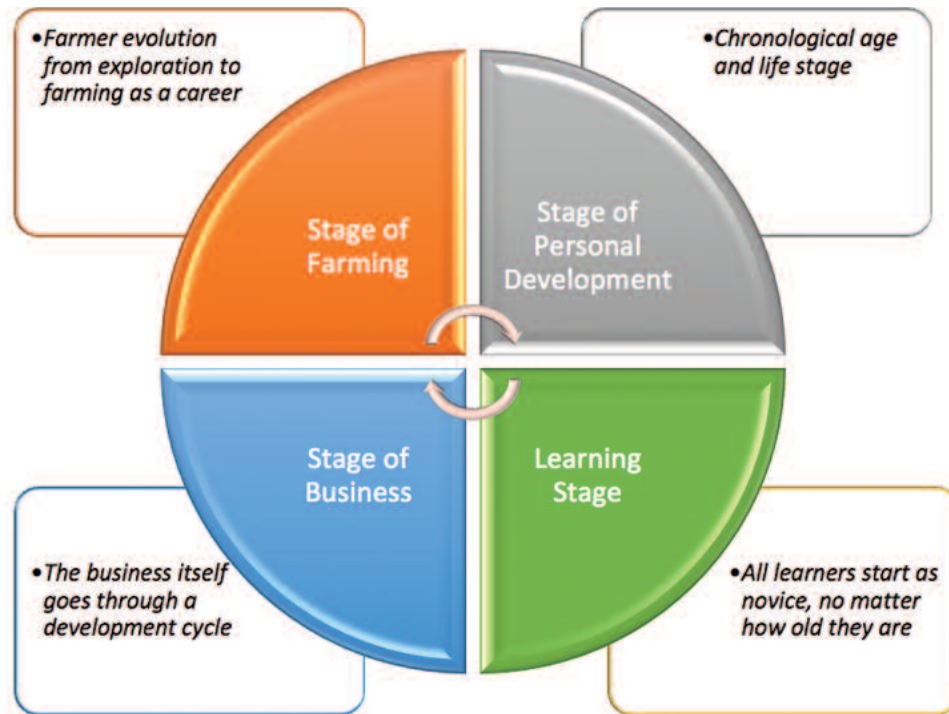 •Farmer evolution
from exploration to
farming as a career
•Chronological age
and life stage
Stage of
Farming
Stage of
Personal
Development
Stage of
Business
Learning
Stage
•The business itself
goes through a
development cycle
•All learners start as
novice, no matter
how old they are